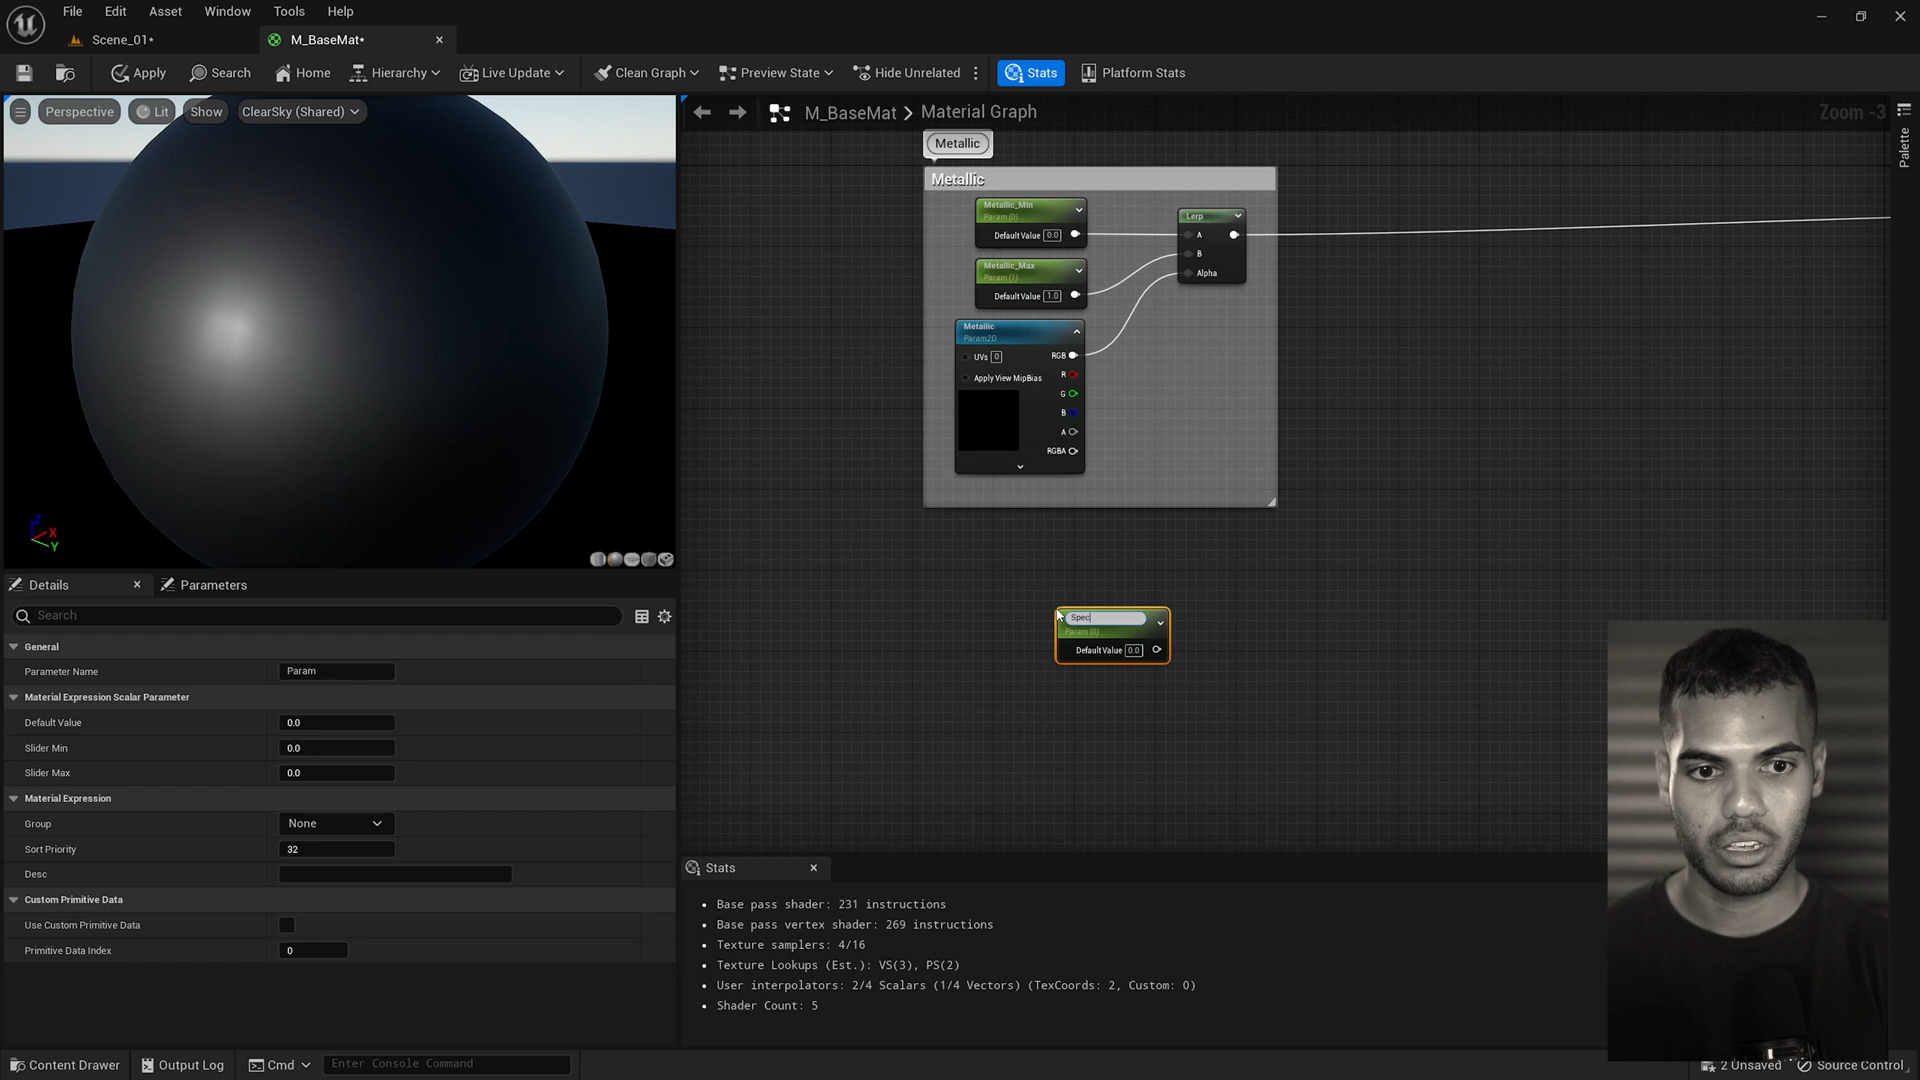 File Edit Asset Window Tools Help
Scene_01* M_BaseMat*
Apply Search Home Hierarchy Live Update Clean Graph Preview State Hide Unrelated Stats Platform Stats
Perspective Lit Show ClearSky (Shared)
M_BaseMat Material Graph Zoom -3
Palette
Metallic
Metallic
Metallic_Min
Param (0)
Default Value 0.0
Metallic_Max
Param (1)
Default Value 1.0
Lerp
A
B
Alpha
Metallic
Param2D
UVs 0 RGB
R
Apply View MipBias
G
B
A
RGBA
Z X Y
Spec
Param (0)
Default Value 0.0
Details Parameters
Search
General
Parameter Name Param
Material Expression Scalar Parameter
Default Value 0.0
Slider Min 0.0
Slider Max 0.0
Material Expression
Group None
Sort Priority 32
Desc
Custom Primitive Data
Use Custom Primitive Data
Primitive Data Index 0
Stats
Base pass shader: 231 instructions
Base pass vertex shader: 269 instructions
Texture samplers: 4/16
Texture Lookups (Est.): VS(3), PS(2)
User interpolators: 2/4 Scalars (1/4 Vectors) (TexCoords: 2, Custom: 0)
Shader Count: 5
Content Drawer Output Log Cmd Enter Console Command 2 Unsaved Source Control